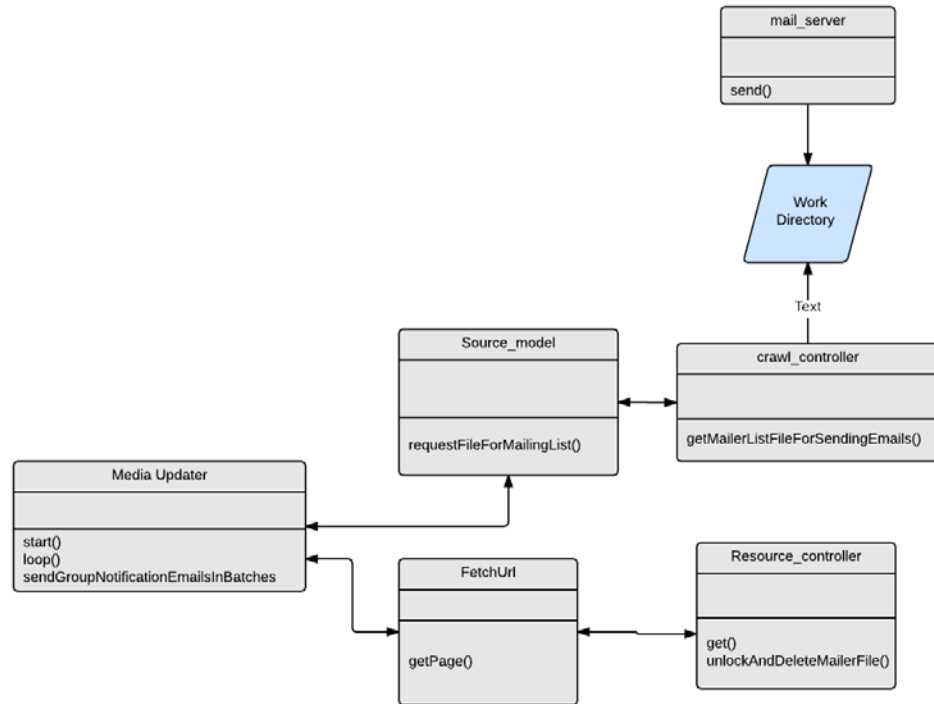 mail_server
send()
Work
Directory
Text
Source_model
requestFileForMailingList()
crawl_controller
getMailerListFileForSendingEmails()
Media Updater
start()
loop()
sendGroupNotificationEmailsInBatches
FetchUrl
getPage()
Resource_controller
get()
unlockAndDeleteMailerFile()